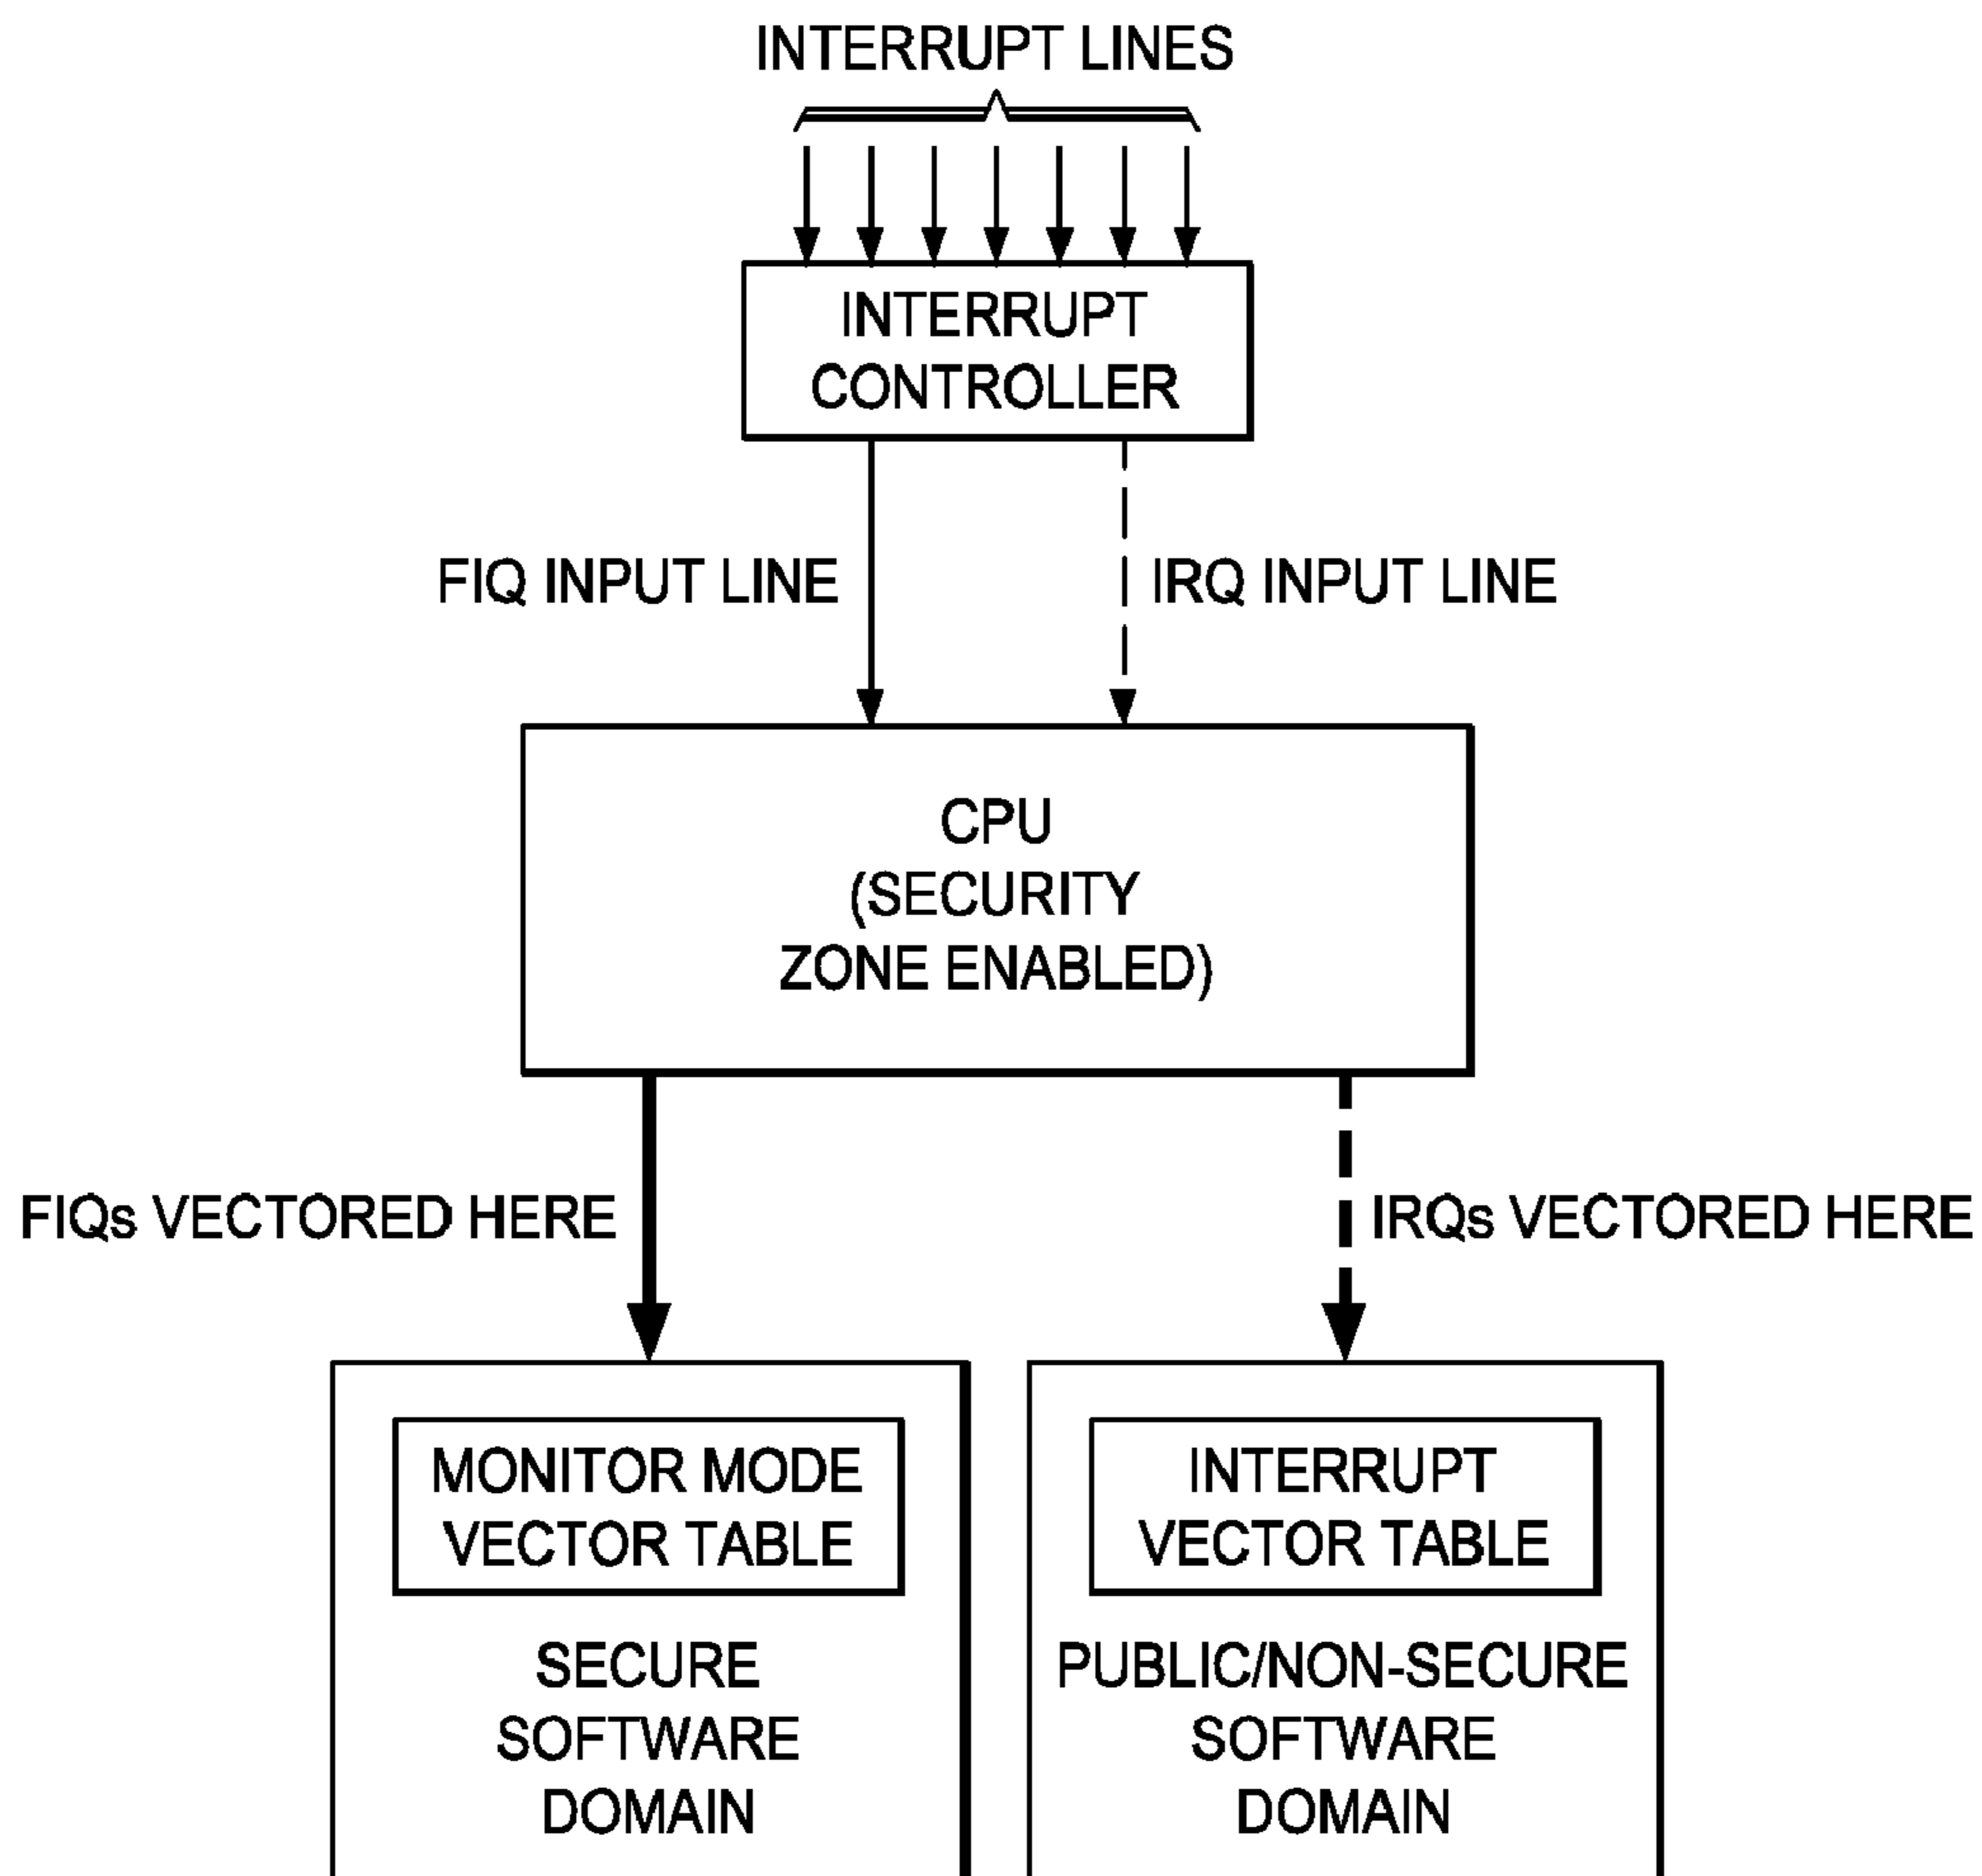 INTERRUPT LINES
INTERRUPT
CONTROLLER
FIQ INPUT LINE
IRQ INPUT LINE
CPU
(SECURITY
ZONE ENABLED)
FIQs VECTORED HERE
IRQs VECTORED HERE
MONITOR MODE
VECTOR TABLE
SECURE
SOFTWARE
DOMAIN
INTERRUPT
VECTOR TABLE
PUBLIC/NON-SECURE
SOFTWARE
DOMAIN